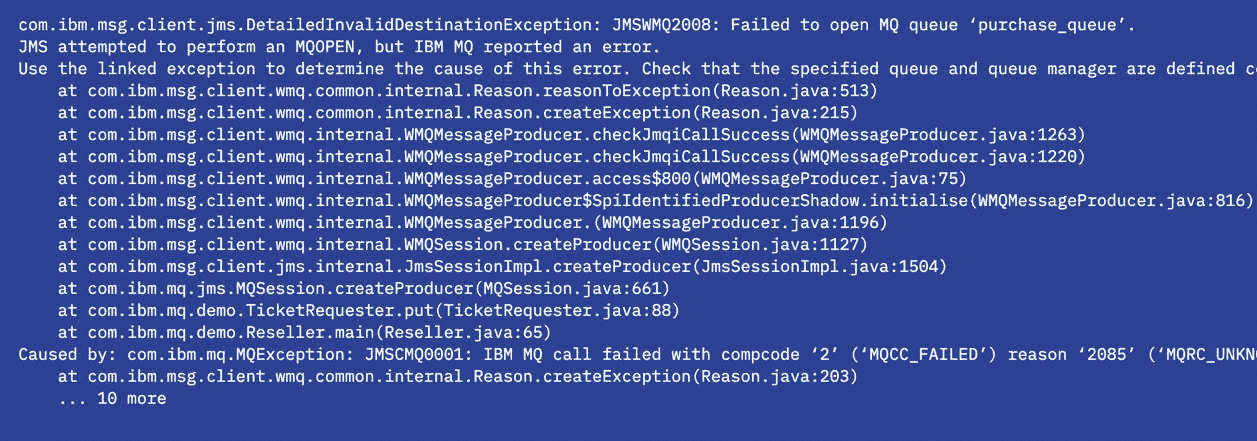 com.ibm.msg.client.jms.DetailedInvalidDestinationException: JMSWMQ2008: Failed to open MQ queue ‘purchase_queue’.
JMS attempted to perform an MQOPEN, but IBM MQ reported an error.
Use the linked exception to determine the cause of this error. Check that the specified queue and queue manager are defined c
at com.ibm.msg.client.wmq.common.internal.Reason.reasonToException(Reason.java:513)
at com.ibm.msg.client.wmq.common.internal.Reason.createException(Reason.java:215)
at com.ibm.msg.client.wmq.internal.WMQMessageProducer.checkJmqiCallSuccess(WMQMessageProducer.java:1263)
at com.ibm.msg.client.wmq.internal.WMQMessageProducer.checkJmqiCallSuccess(WMQMessageProducer.java:1220)
at com.ibm.msg.client.wmq.internal.WMQMessageProducer.access$800(WMQMessageProducer.java:75)
at com.ibm.msg.client.wmq.internal.WMQMessageProducer$SpiIdentifiedProducerShadow.initialise(WMQMessageProducer.java:816)
at com.ibm.msg.client.wmq.internal.WMQMessageProducer.(WMQMessageProducer.java:1196)
at com.ibm.msg.client.wmq.internal.WMQSession.createProducer(WMQSession.java:1127)
at com.ibm.msg.client.jms.internal.JmsSessionImpl.createProducer(JmsSessionImpl.java:1504)
at com.ibm.mq.jms.MQSession.createProducer(MQSession.java:661)
at com.ibm.mq.demo.TicketRequester.put(TicketRequester.java:88)
at com.ibm.mq.demo.Reseller.main(Reseller.java:65)
Caused by: com.ibm.mq.MQException: JMSCMQ0001: IBM MQ call failed with compcode ‘2’ (‘MQCC_FAILED’) reason ‘2085’ (‘MQRC_UNKN
at com.ibm.msg.client.wmq.common.internal.Reason.createException(Reason.java:203)
... 10 more